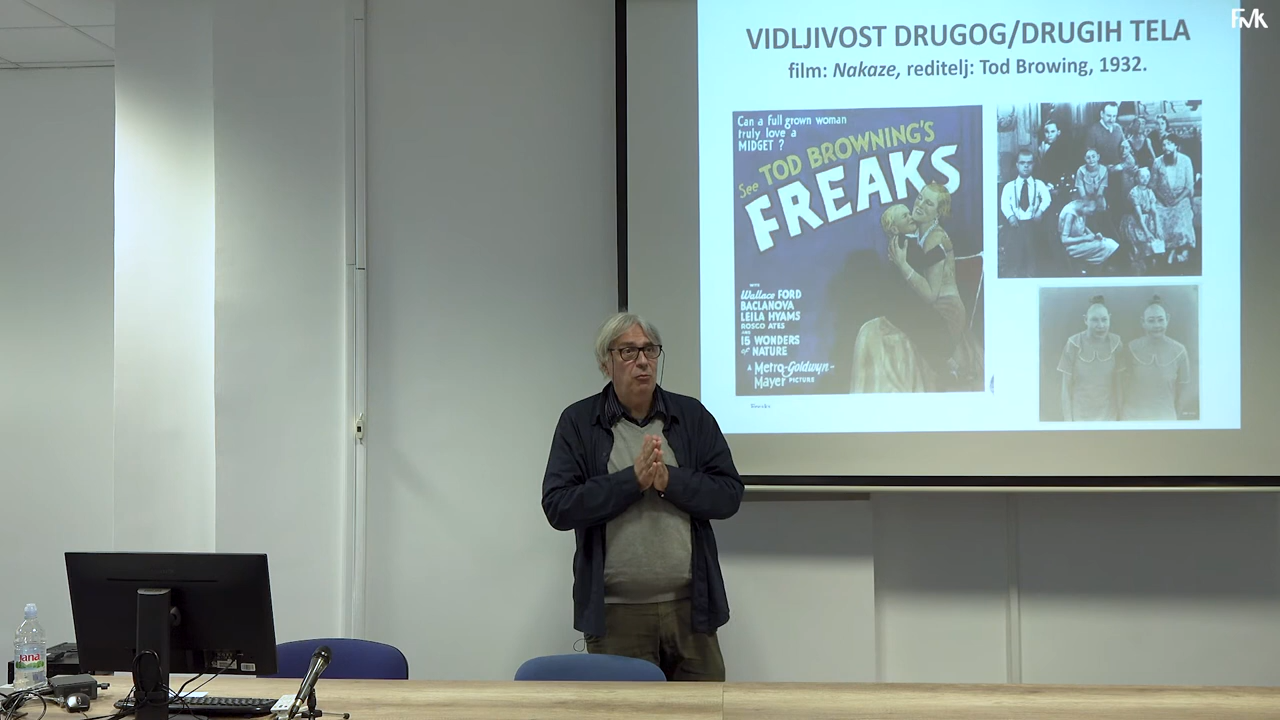 FMK
VIDLJIVOST DRUGOG/DRUGIH TELA
film: Nakaze, reditelj: Tod Browing, 1932.
Can a full grown woman
truly love a
MIDGET ?
See TOD BROWNING'S
FREAKS
WITH
Wallace FORD
BACLANOVA
LEILA HYAMS
ROSCO ATES
AND
15 WONDERS
of NATURE
A Metro-Goldwyn-
Mayer PICTURE
Jana